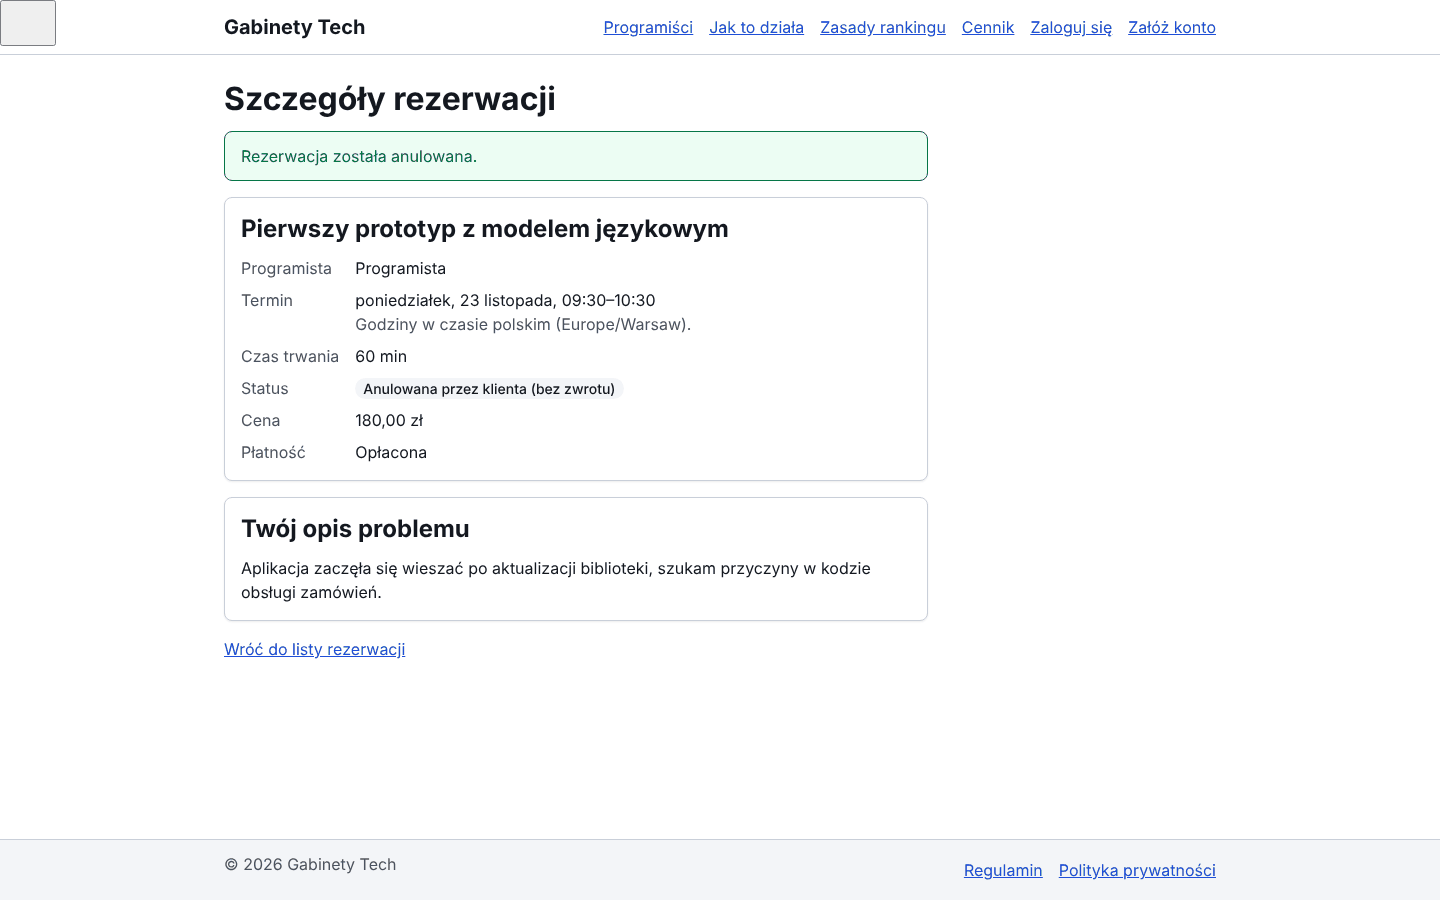 Gabinety Tech
Programiści Jak to działa Zasady rankingu Cennik Zaloguj się Załóż konto
Szczegóły rezerwacji
Rezerwacja została anulowana.
Pierwszy prototyp z modelem językowym
Programista Programista
Termin poniedziałek, 23 listopada, 09:30–10:30
Godziny w czasie polskim (Europe/Warsaw).
Czas trwania 60 min
Status Anulowana przez klienta (bez zwrotu)
Cena 180,00 zł
Płatność Opłacona
Twój opis problemu
Aplikacja zaczęła się wieszać po aktualizacji biblioteki, szukam przyczyny w kodzie
obsługi zamówień.
Wróć do listy rezerwacji
© 2026 Gabinety Tech
Regulamin Polityka prywatności